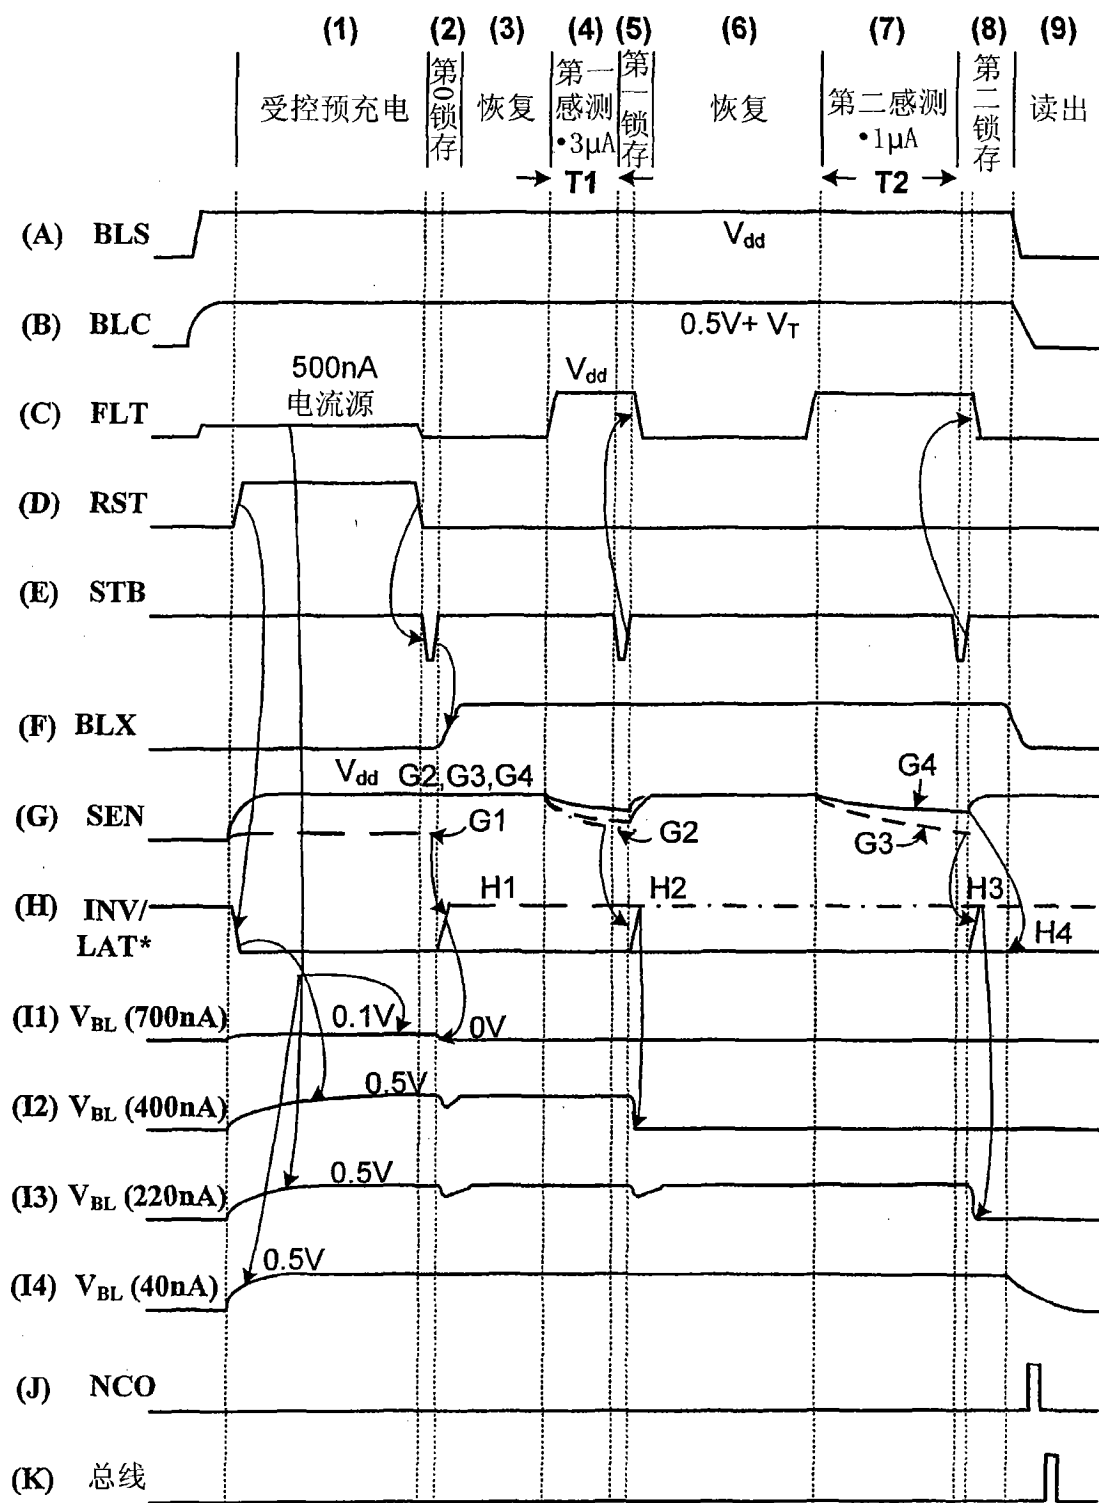 (1) (2) (3) (4) (5) (6) (7) (8) (9)
受控预充电
第0锁存
恢复
第一感测
•3μA
第一锁存
恢复
第二感测
•1μA
第二锁存
读出
T1
T2
(A) BLS
Vdd
(B) BLC
0.5V+ VT
500nA
电流源
Vdd
(C) FLT
(D) RST
(E) STB
(F) BLX
Vdd G2,G3,G4
G4
(G) SEN
G1
G2
G3
(H) INV/
LAT*
H1
H2
H3
H4
(I1) VBL (700nA)
0.1V
0V
(I2) VBL (400nA)
0.5V
(I3) VBL (220nA)
0.5V
(I4) VBL (40nA)
0.5V
(J) NCO
(K) 总线